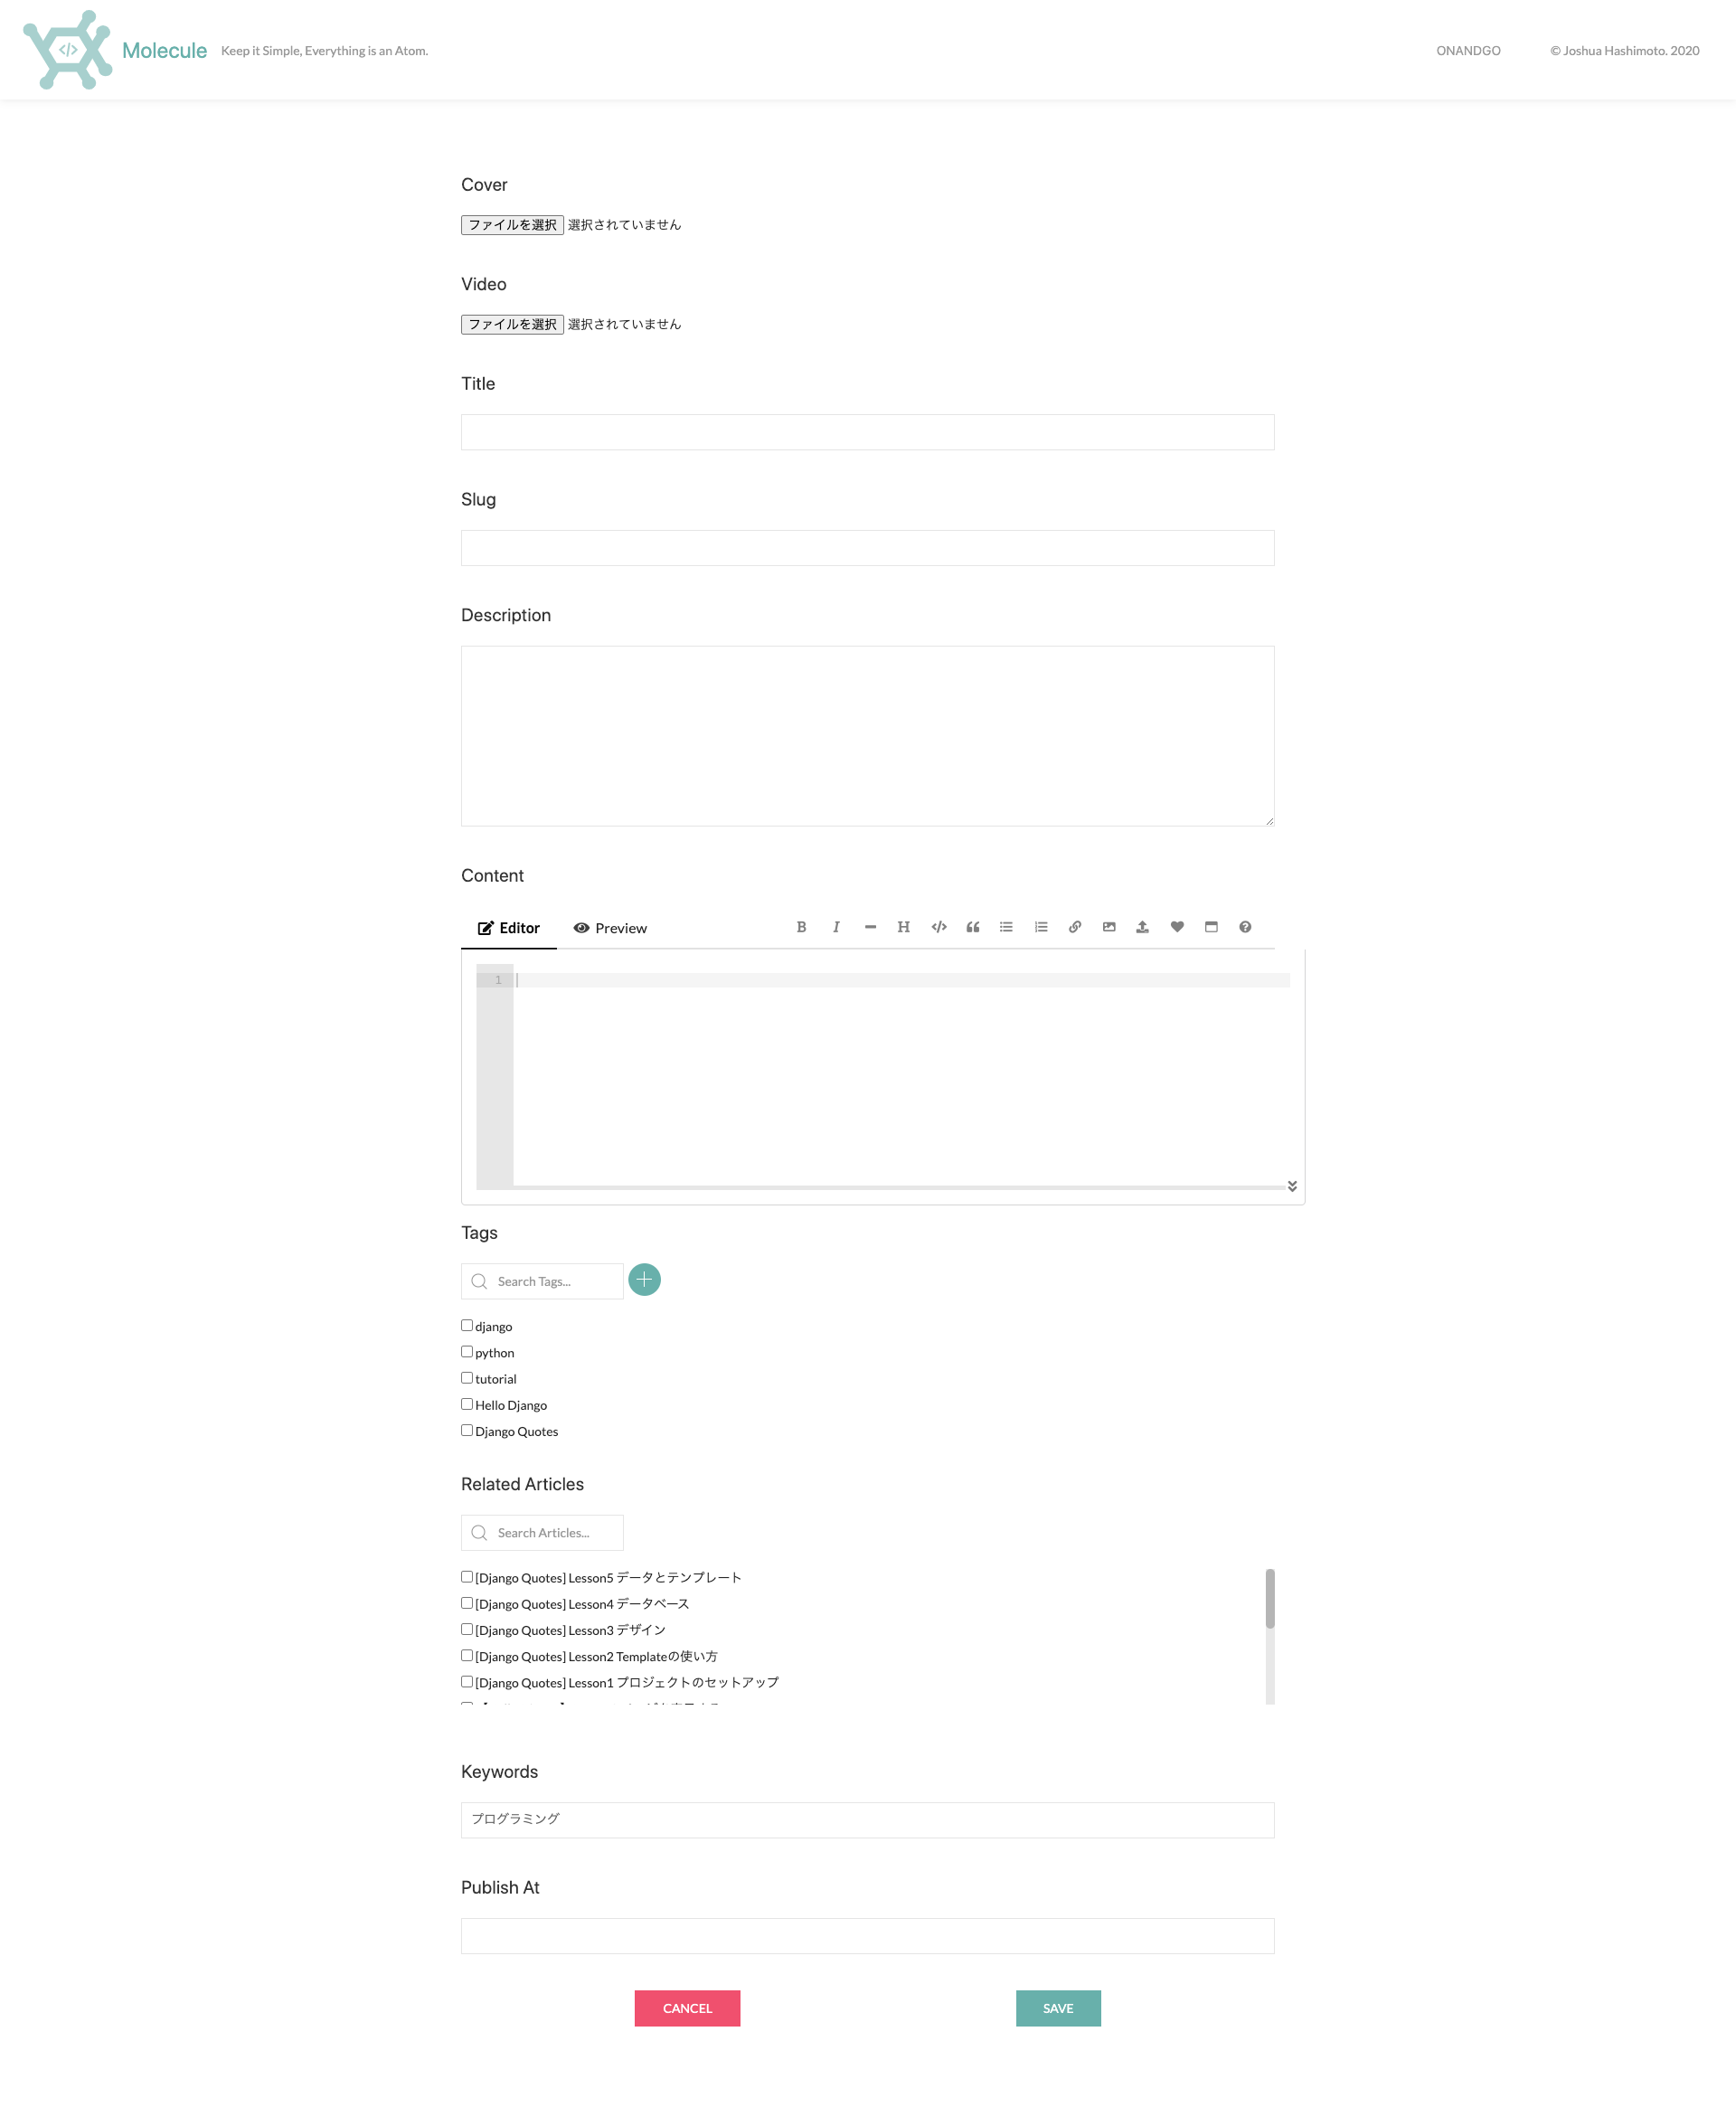 Molecule Keep it Simple, Everything is an Atom. ONANDGO © Joshua Hashimoto. 2020
Cover
ファイルを選択 選択されていません
Video
ファイルを選択 選択されていません
Title
Slug
Description
Content
Editor Preview
1
Tags
Search Tags...
django
python
tutorial
Hello Django
Django Quotes
Related Articles
Search Articles...
[Django Quotes] Lesson5 データとテンプレート
[Django Quotes] Lesson4 データベース
[Django Quotes] Lesson3 デザイン
[Django Quotes] Lesson2 Templateの使い方
[Django Quotes] Lesson1 プロジェクトのセットアップ
Keywords
プログラミング
Publish At
CANCEL SAVE